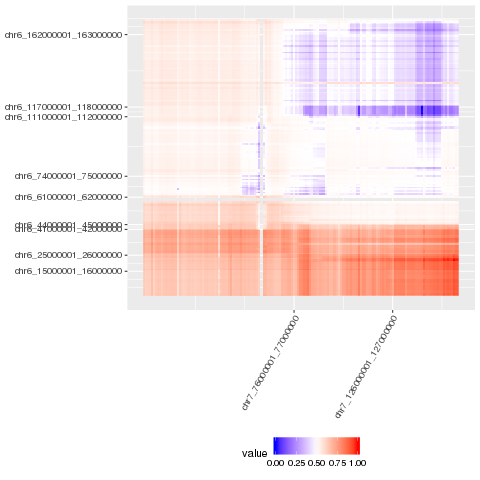 chr6_162000001_163000000
chr6_117000001_118000000
chr6_111000001_112000000
chr6_74000001_75000000
chr6_61000001_62000000
chr6_44000001_45000000
chr6_25000001_26000000
chr6_15000001_16000000
chr7_76000001_77000000
chr7_126000001_127000000
value
0.00 0.25 0.50 0.75 1.00